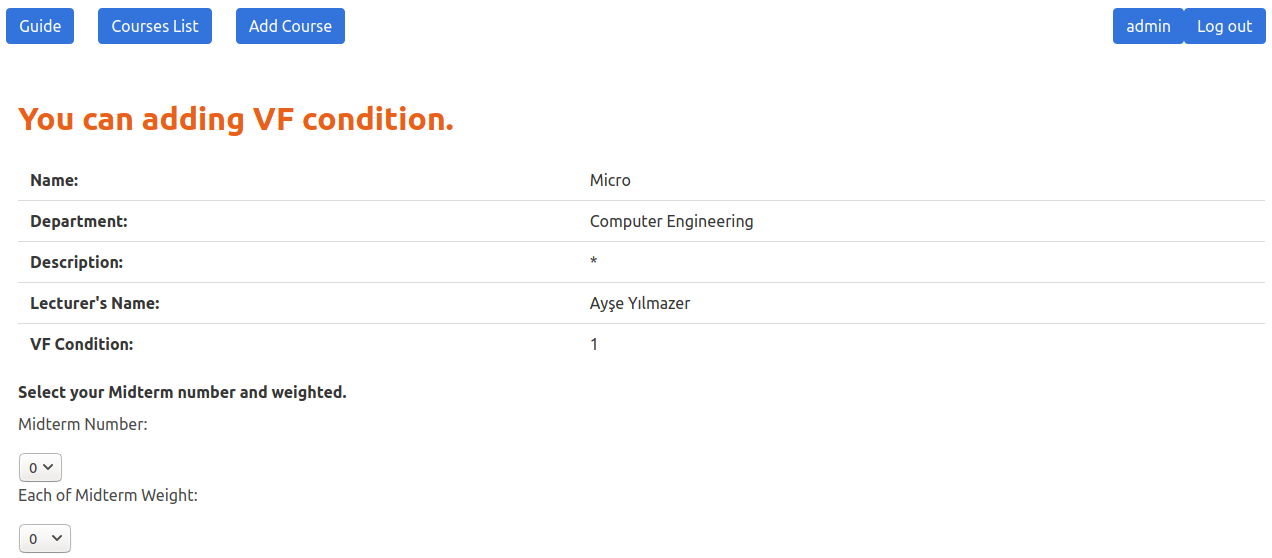 Guide Courses List Add Course admin Log out
You can adding VF condition.
Name: Micro
Department: Computer Engineering
Description: *
Lecturer's Name: Ayşe Yılmazer
VF Condition: 1
Select your Midterm number and weighted.
Midterm Number:
0
Each of Midterm Weight:
0